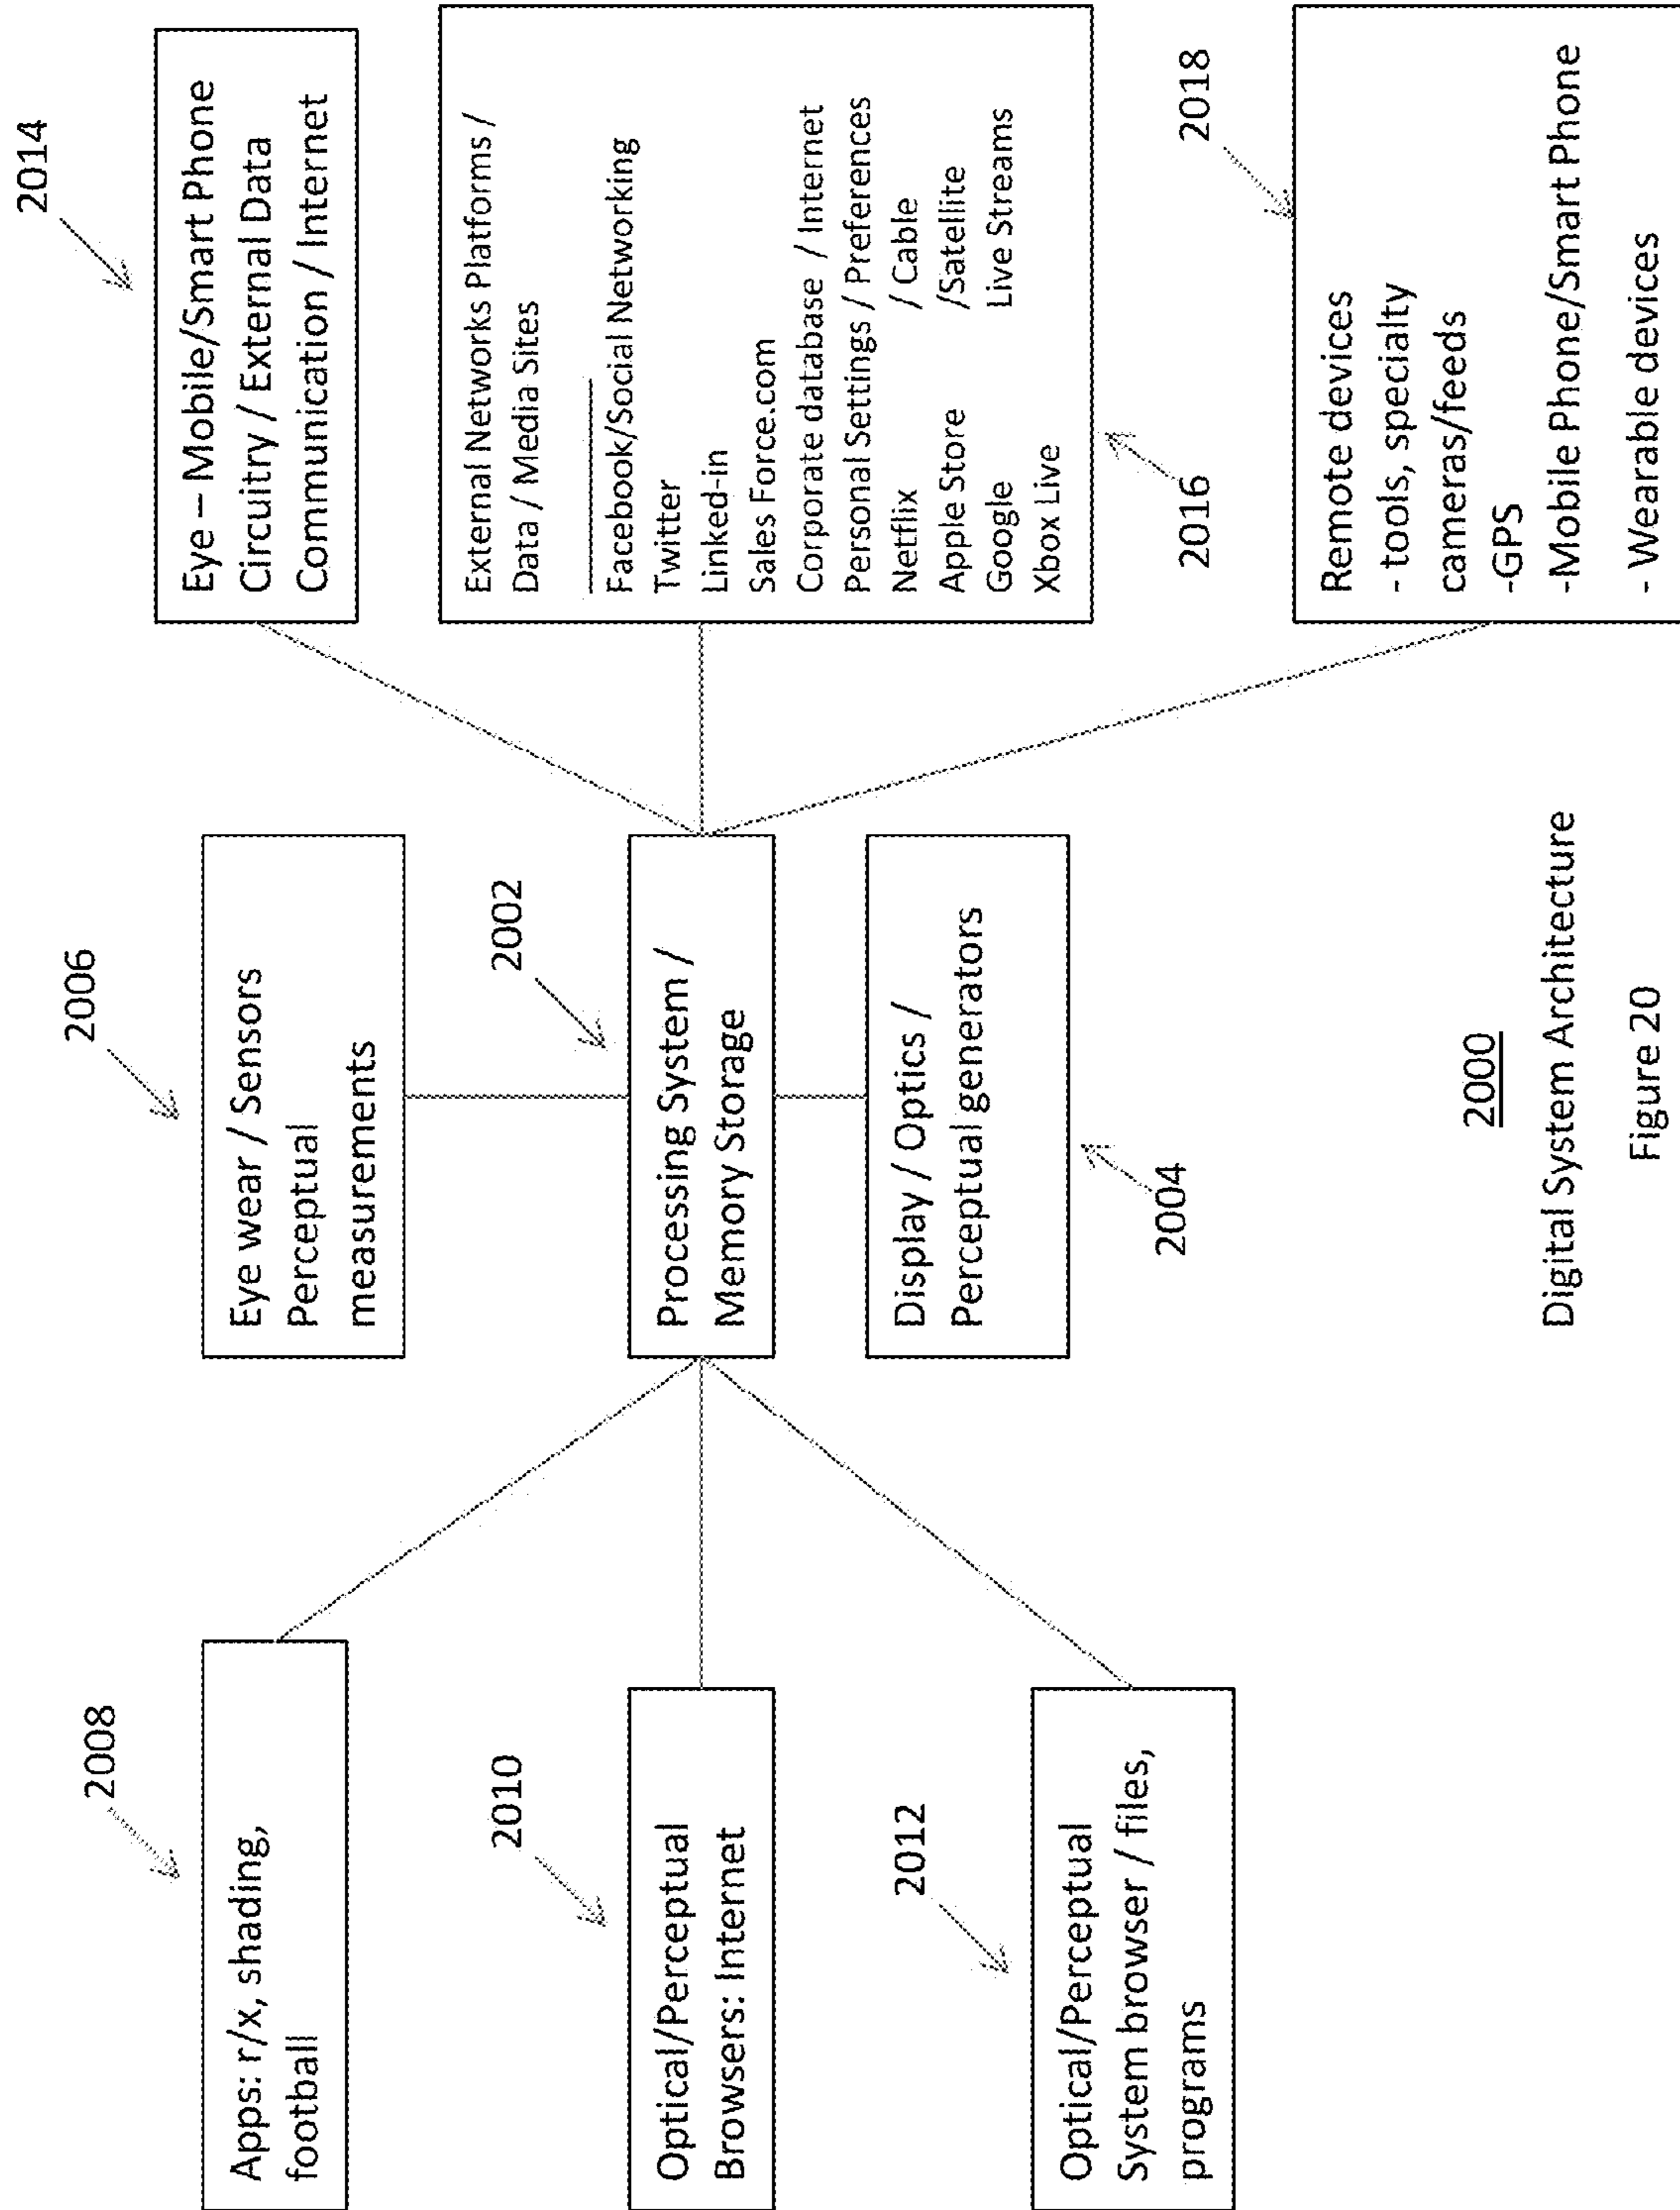 2008
Apps: r/x, shading,
football
2010
Optical/Perceptual
Browsers: Internet
2012
Optical/Perceptual
System browser / files,
programs
2006
Eye wear / Sensors
Perceptual
measurements
2002
Processing System /
Memory Storage
Display / Optics /
Perceptual generators
2004
2014
Eye – Mobile/Smart Phone
Circuitry / External Data
Communication / Internet
External Networks Platforms /
Data / Media Sites
Facebook/Social Networking
Twitter
Linked-in
Sales Force.com
Corporate database / Internet
Personal Settings / Preferences
Netflix / Cable
Apple Store /Satellite
Google Live Streams
Xbox Live
2016
2018
Remote devices
- tools, specialty
cameras/feeds
-GPS
-Mobile Phone/Smart Phone
- Wearable devices
2000
Digital System Architecture
Figure 20